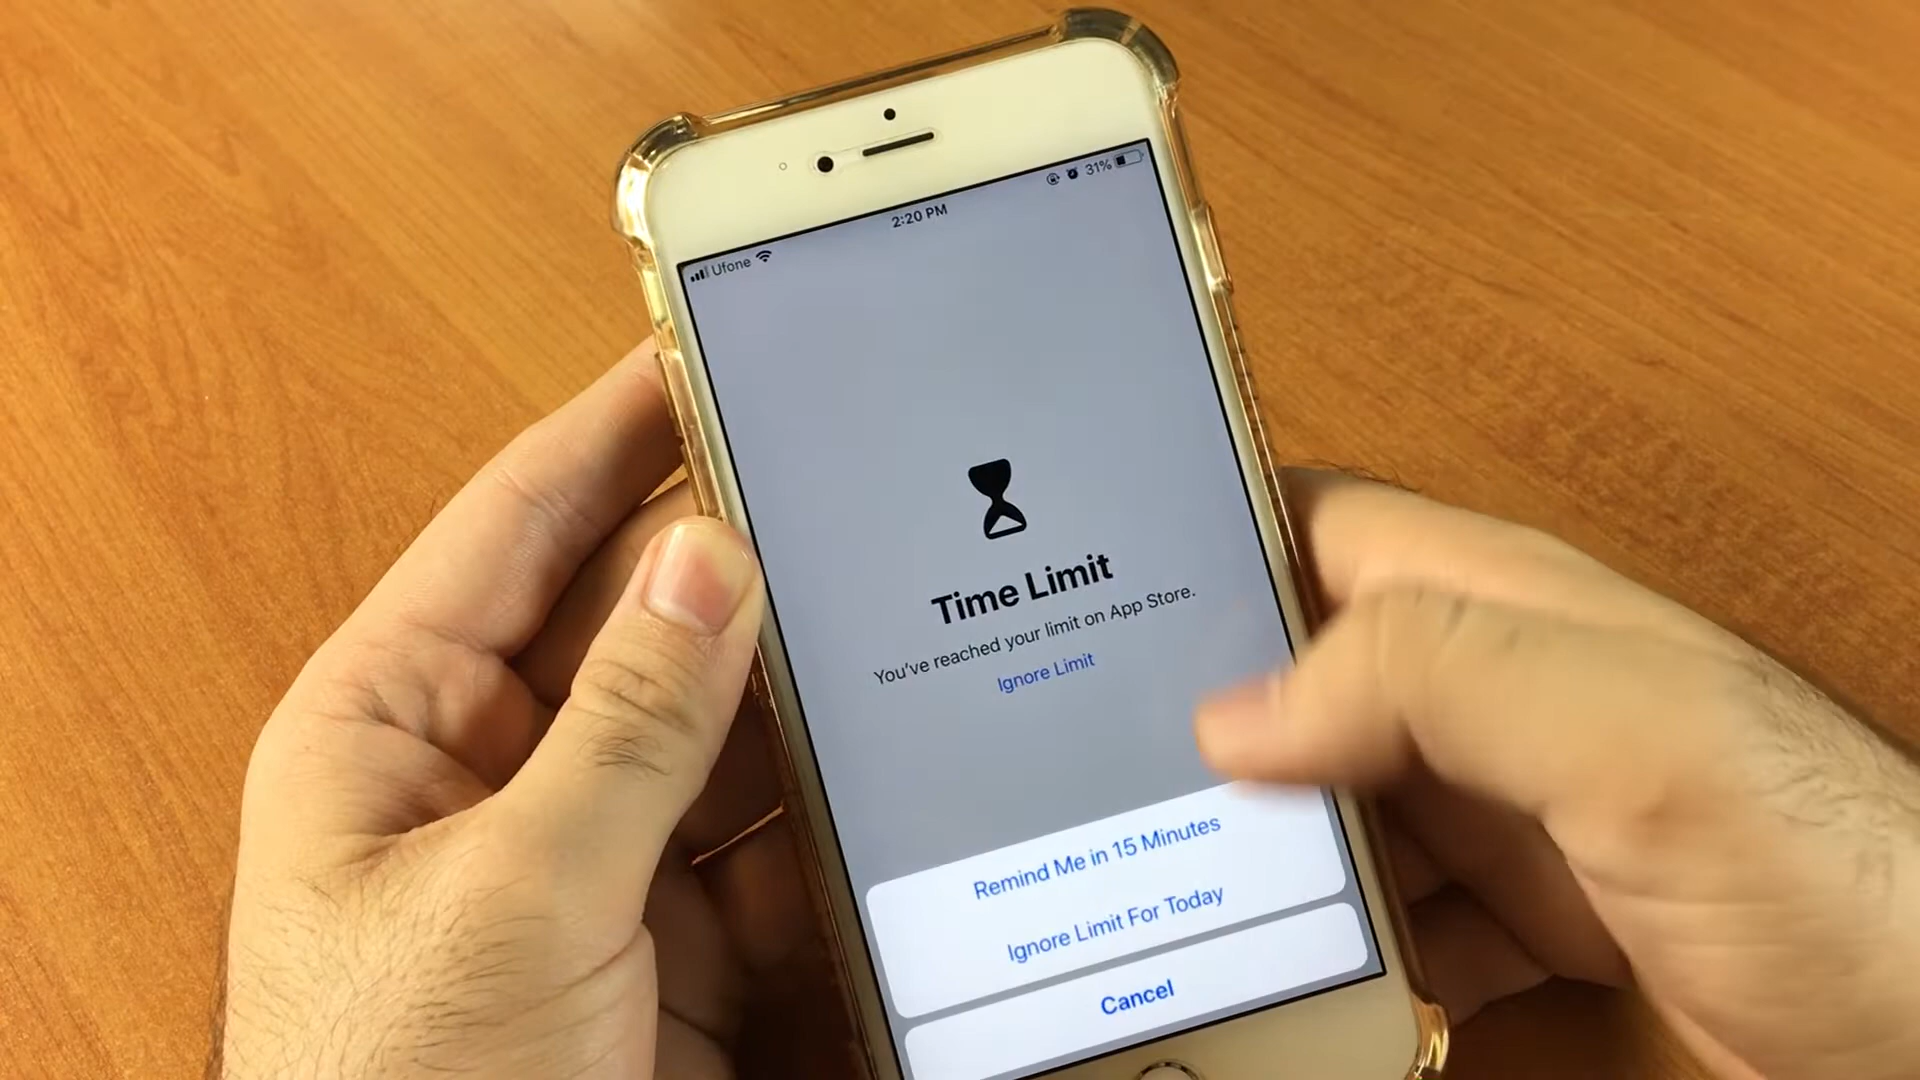 Ufone
2:20 PM
31%
Time Limit
You've reached your limit on App Store.
Ignore Limit
Remind Me in 15 Minutes
Ignore Limit For Today
Cancel